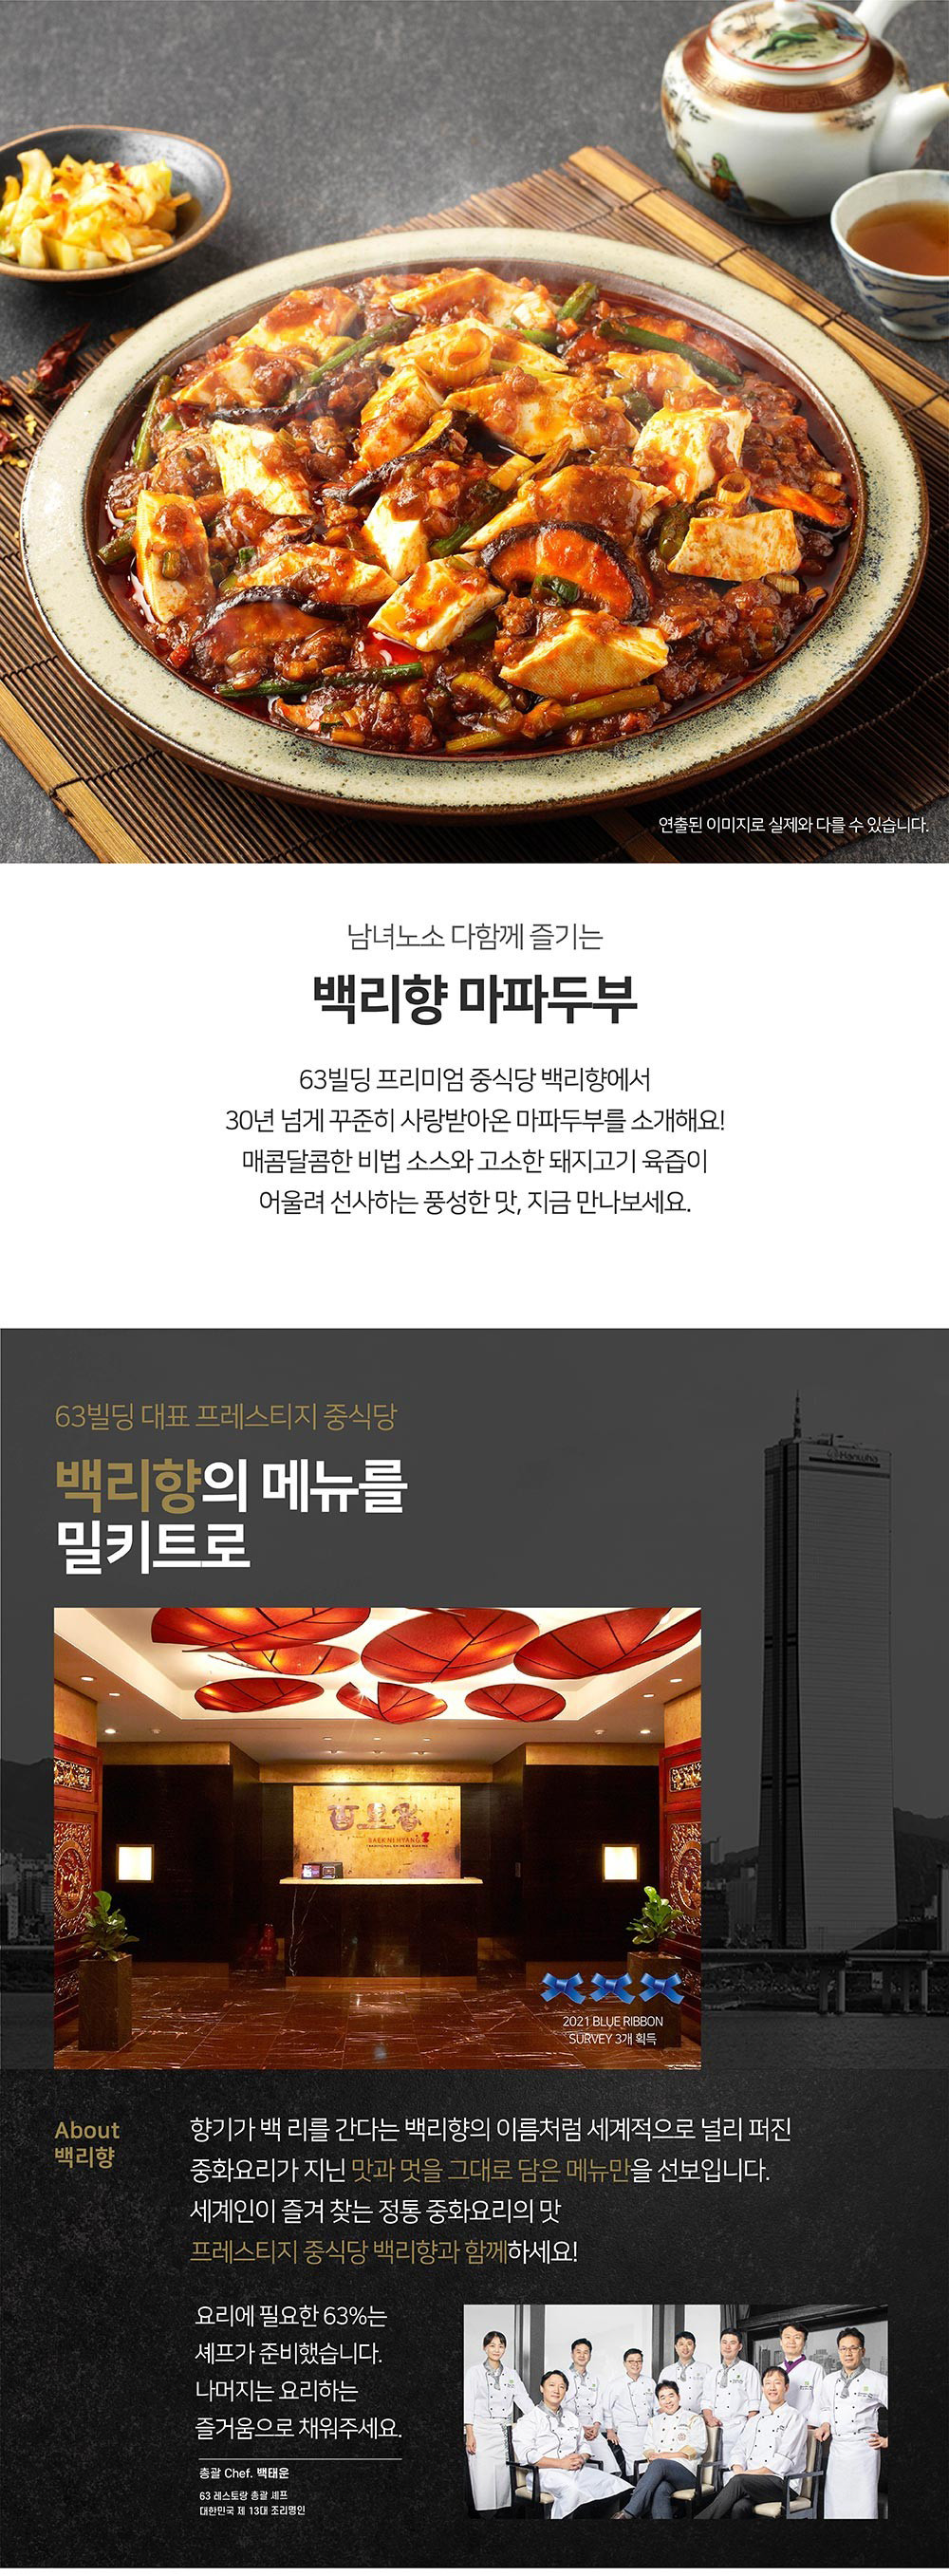 연출된 이미지로 실제와 다를 수 있습니다.
남녀노소 다함께 즐기는
백리향 마파두부
63빌딩 프리미엄 중식당 백리향에서
30년 넘게 꾸준히 사랑받아온 마파두부를 소개해요!
매콤달콤한 비법 소스와 고소한 돼지고기 육즙이
어울려 선사하는 풍성한 맛, 지금 만나보세요.
63빌딩 대표 프레스티지 중식당
백리향의 메뉴를
밀키트로
Hanwha
BAEK NI HYANG
TRADITIONAL CHINESE DINING
2021 BLUE RIBBON
SURVEY 3개 획득
About
백리향
향기가 백 리를 간다는 백리향의 이름처럼 세계적으로 널리 퍼진
중화요리가 지닌 맛과 멋을 그대로 담은 메뉴만을 선보입니다.
세계인이 즐겨 찾는 정통 중화요리의 맛
프레스티지 중식당 백리향과 함께하세요!
요리에 필요한 63%는
셰프가 준비했습니다.
나머지는 요리하는
즐거움으로 채워주세요.
총괄 Chef. 백태운
63 레스토랑 총괄 셰프
대한민국 제 13대 조리명인